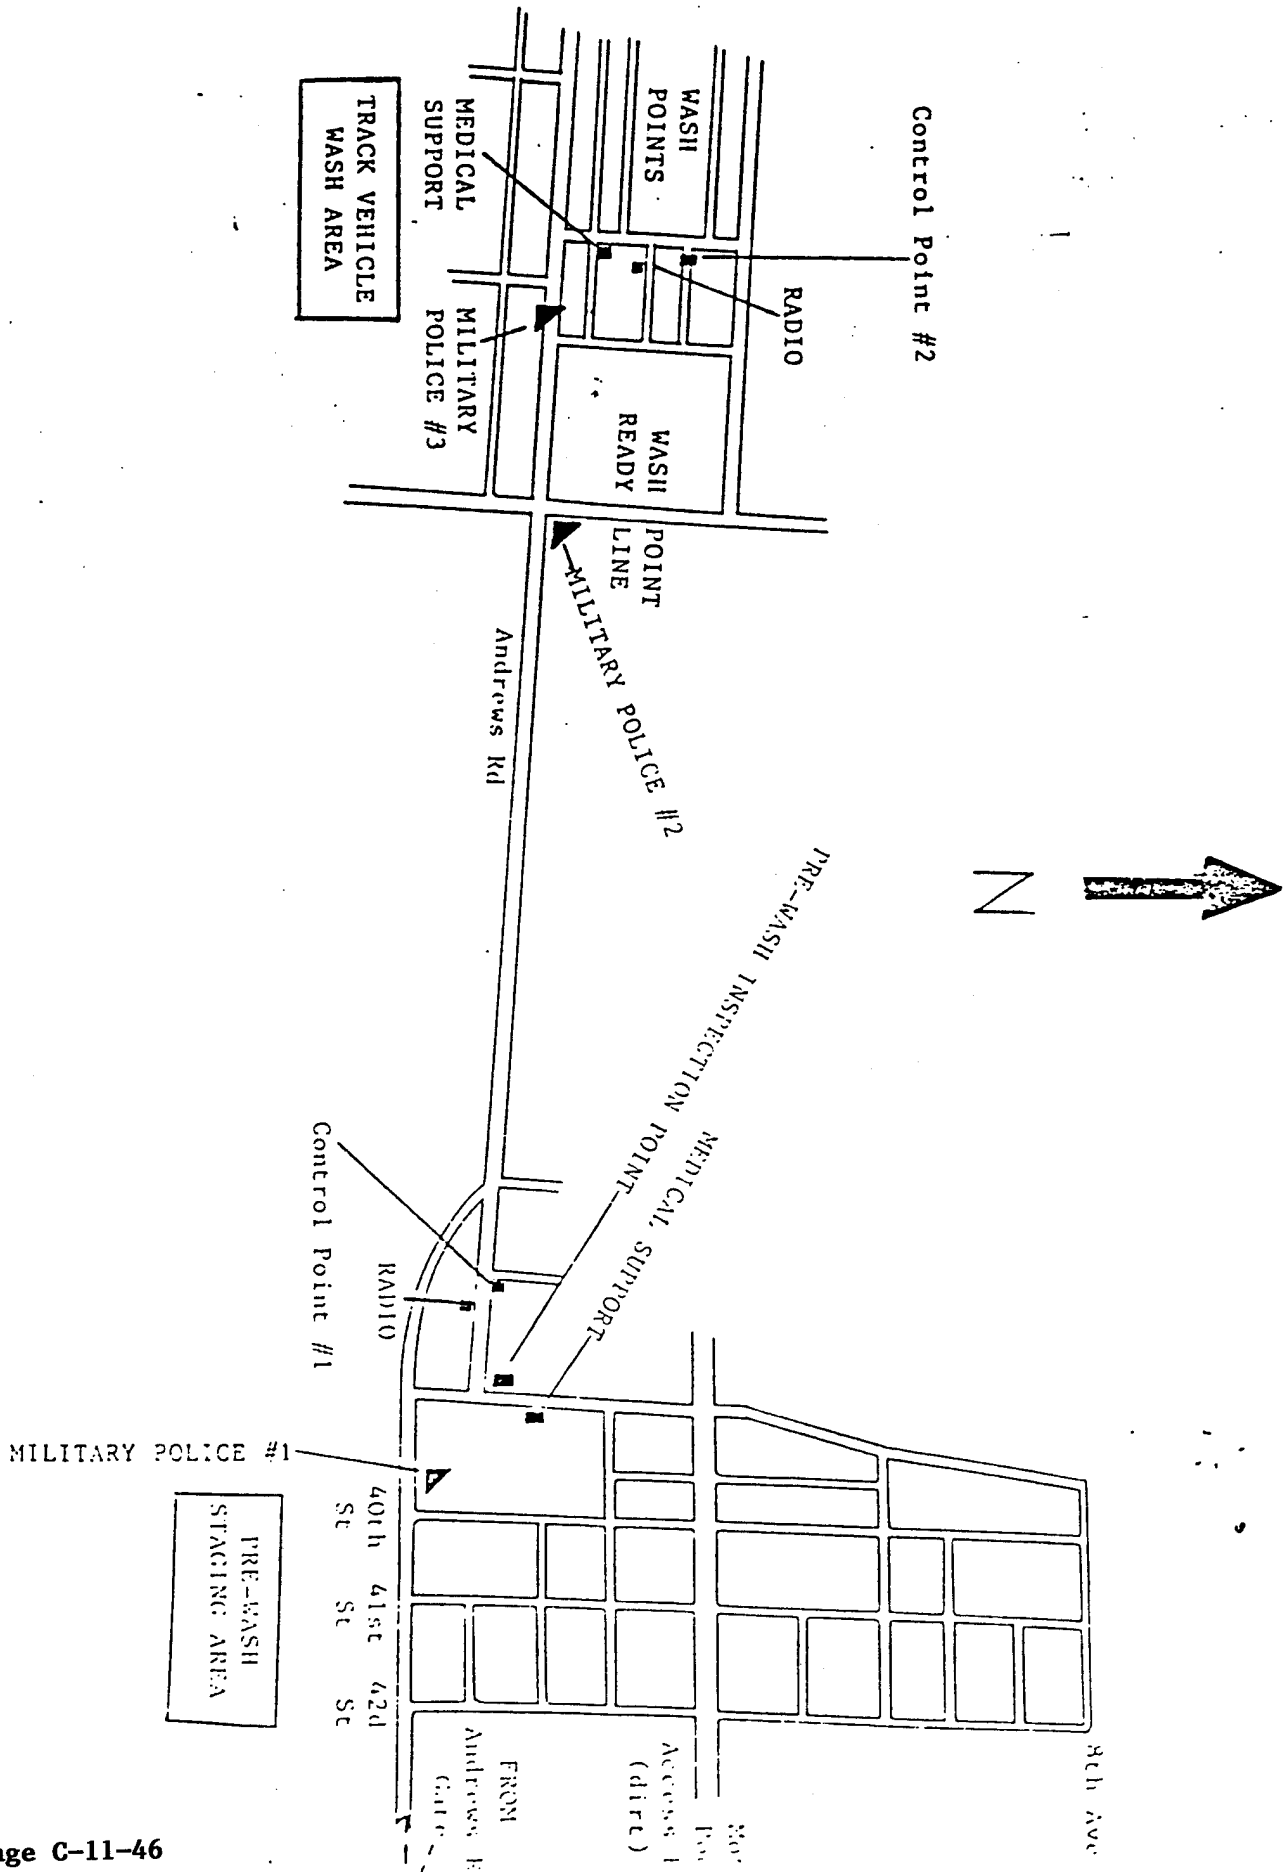 Control Point #2
WASH
POINTS
RADIO
MEDICAL
SUPPORT
TRACK VEHICLE
WASH AREA
MILITARY
POLICE #3
WASH POINT
READY LINE
MILITARY POLICE #2
Andrews Rd
N
PRE-WASH INSPECTION POINT
MEDICAL SUPPORT
Control Point #1
RADIO
MILITARY POLICE #1
40th
St
41st
St
42d
St
PRE-WASH
STAGING AREA
8th Ave
Access
(dirt)
FROM
Andrews
Gate
age C-11-46